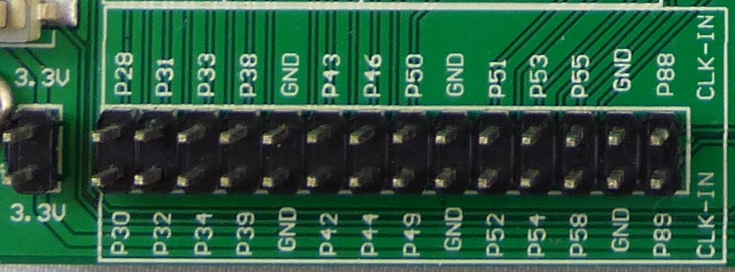 3.3V P28 P31 P33 P38 GND P43 P46 P50 GND P51 P53 P55 GND P88 CLK-IN
3.3V P30 P32 P34 P39 GND P42 P44 P49 GND P52 P54 P58 GND P89 CLK-IN